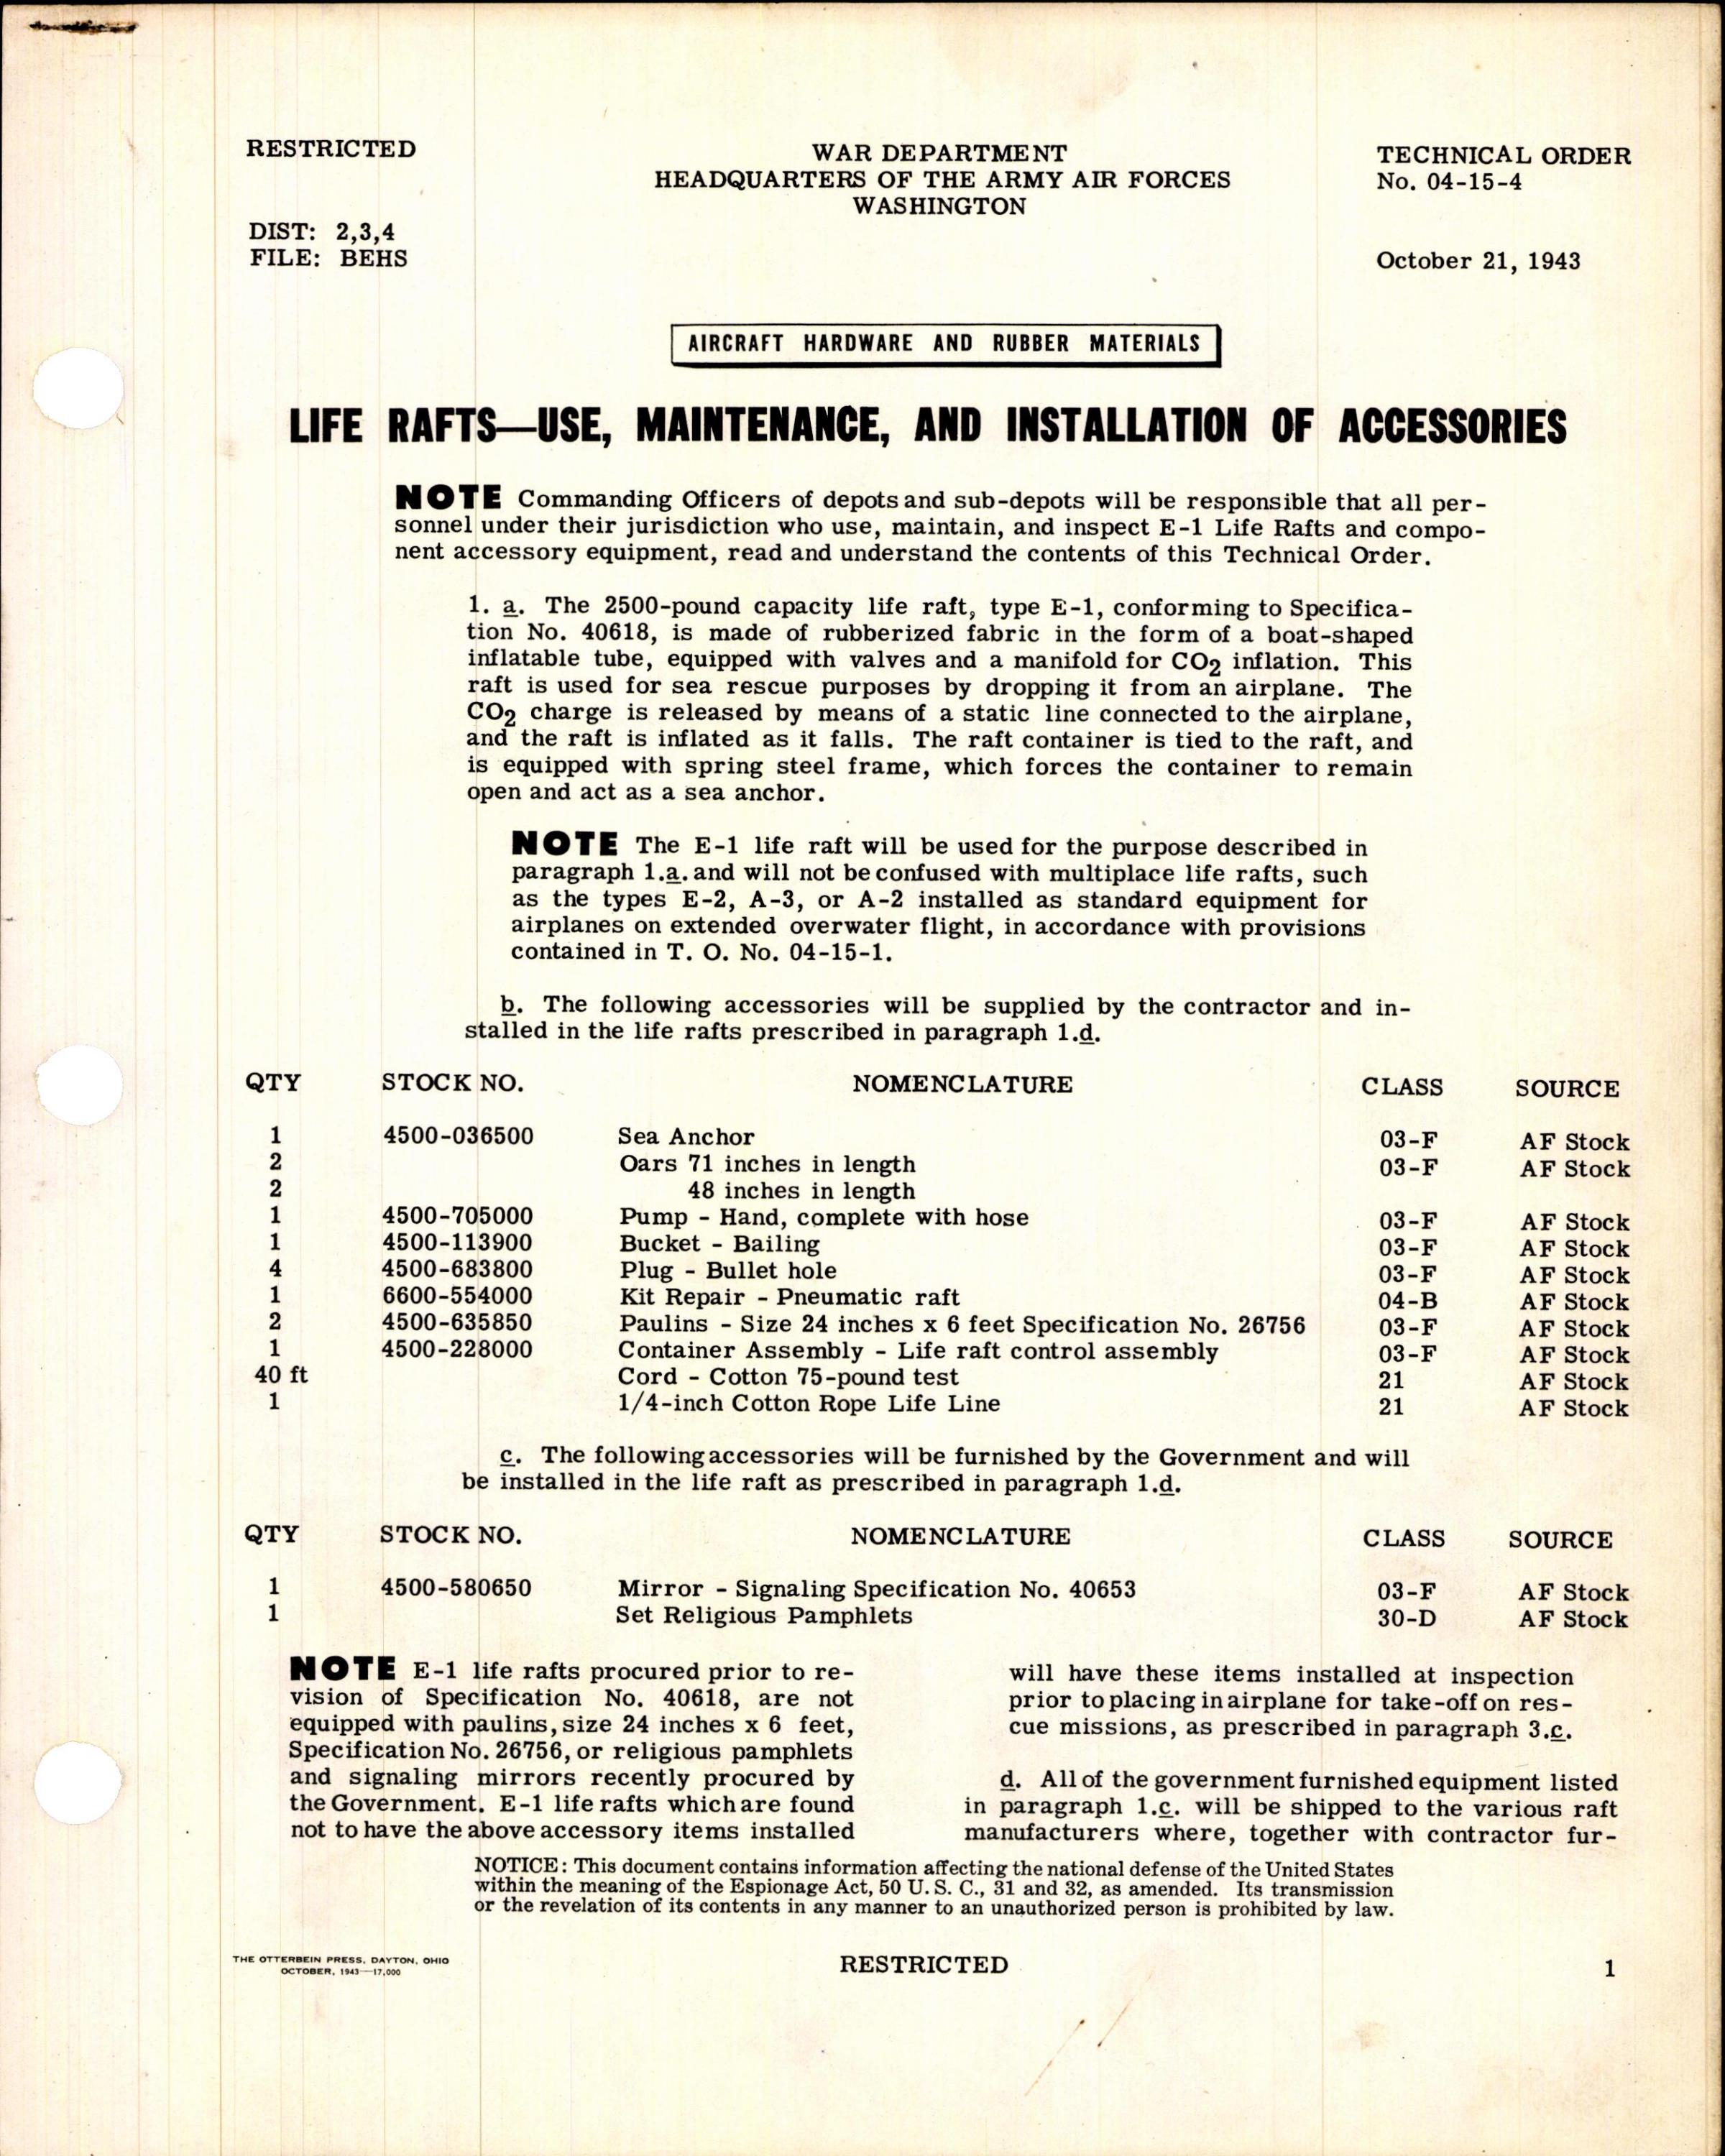 RESTRICTED
WAR DEPARTMENT
HEADQUARTERS OF THE ARMY AIR FORCES
WASHINGTON
TECHNICAL ORDER
No. 04-15-4
DIST: 2,3,4
FILE: BEHS
October 21, 1943
AIRCRAFT HARDWARE AND RUBBER MATERIALS
LIFE RAFTS—USE, MAINTENANCE, AND INSTALLATION OF ACCESSORIES
NOTE Commanding Officers of depots and sub-depots will be responsible that all per-
sonnel under their jurisdiction who use, maintain, and inspect E-1 Life Rafts and compo-
nent accessory equipment, read and understand the contents of this Technical Order.
1. a. The 2500-pound capacity life raft, type E-1, conforming to Specifica-
tion No. 40618, is made of rubberized fabric in the form of a boat-shaped
inflatable tube, equipped with valves and a manifold for CO2 inflation. This
raft is used for sea rescue purposes by dropping it from an airplane. The
CO2 charge is released by means of a static line connected to the airplane,
and the raft is inflated as it falls. The raft container is tied to the raft, and
is equipped with spring steel frame, which forces the container to remain
open and act as a sea anchor.
NOTE The E-1 life raft will be used for the purpose described in
paragraph 1.a. and will not be confused with multiplace life rafts, such
as the types E-2, A-3, or A-2 installed as standard equipment for
airplanes on extended overwater flight, in accordance with provisions
contained in T. O. No. 04-15-1.
b. The following accessories will be supplied by the contractor and in-
stalled in the life rafts prescribed in paragraph 1.d.
QTY STOCK NO. NOMENCLATURE CLASS SOURCE
1 4500-036500 Sea Anchor 03-F AF Stock
2 Oars 71 inches in length 03-F AF Stock
2 48 inches in length
1 4500-705000 Pump - Hand, complete with hose 03-F AF Stock
1 4500-113900 Bucket - Bailing 03-F AF Stock
4 4500-683800 Plug - Bullet hole 03-F AF Stock
1 6600-554000 Kit Repair - Pneumatic raft 04-B AF Stock
2 4500-635850 Paulins - Size 24 inches x 6 feet Specification No. 26756 03-F AF Stock
1 4500-228000 Container Assembly - Life raft control assembly 03-F AF Stock
40 ft Cord - Cotton 75-pound test 21 AF Stock
1 1/4-inch Cotton Rope Life Line 21 AF Stock
c. The following accessories will be furnished by the Government and will
be installed in the life raft as prescribed in paragraph 1.d.
QTY STOCK NO. NOMENCLATURE CLASS SOURCE
1 4500-580650 Mirror - Signaling Specification No. 40653 03-F AF Stock
1 Set Religious Pamphlets 30-D AF Stock
NOTE E-1 life rafts procured prior to re-
vision of Specification No. 40618, are not
equipped with paulins, size 24 inches x 6 feet,
Specification No. 26756, or religious pamphlets
and signaling mirrors recently procured by
the Government. E-1 life rafts which are found
not to have the above accessory items installed
will have these items installed at inspection
prior to placing in airplane for take-off on res-
cue missions, as prescribed in paragraph 3.c.
d. All of the government furnished equipment listed
in paragraph 1.c. will be shipped to the various raft
manufacturers where, together with contractor fur-
NOTICE: This document contains information affecting the national defense of the United States
within the meaning of the Espionage Act, 50 U. S. C., 31 and 32, as amended. Its transmission
or the revelation of its contents in any manner to an unauthorized person is prohibited by law.
THE OTTERBEIN PRESS, DAYTON, OHIO
OCTOBER, 1943—17,000
RESTRICTED
1